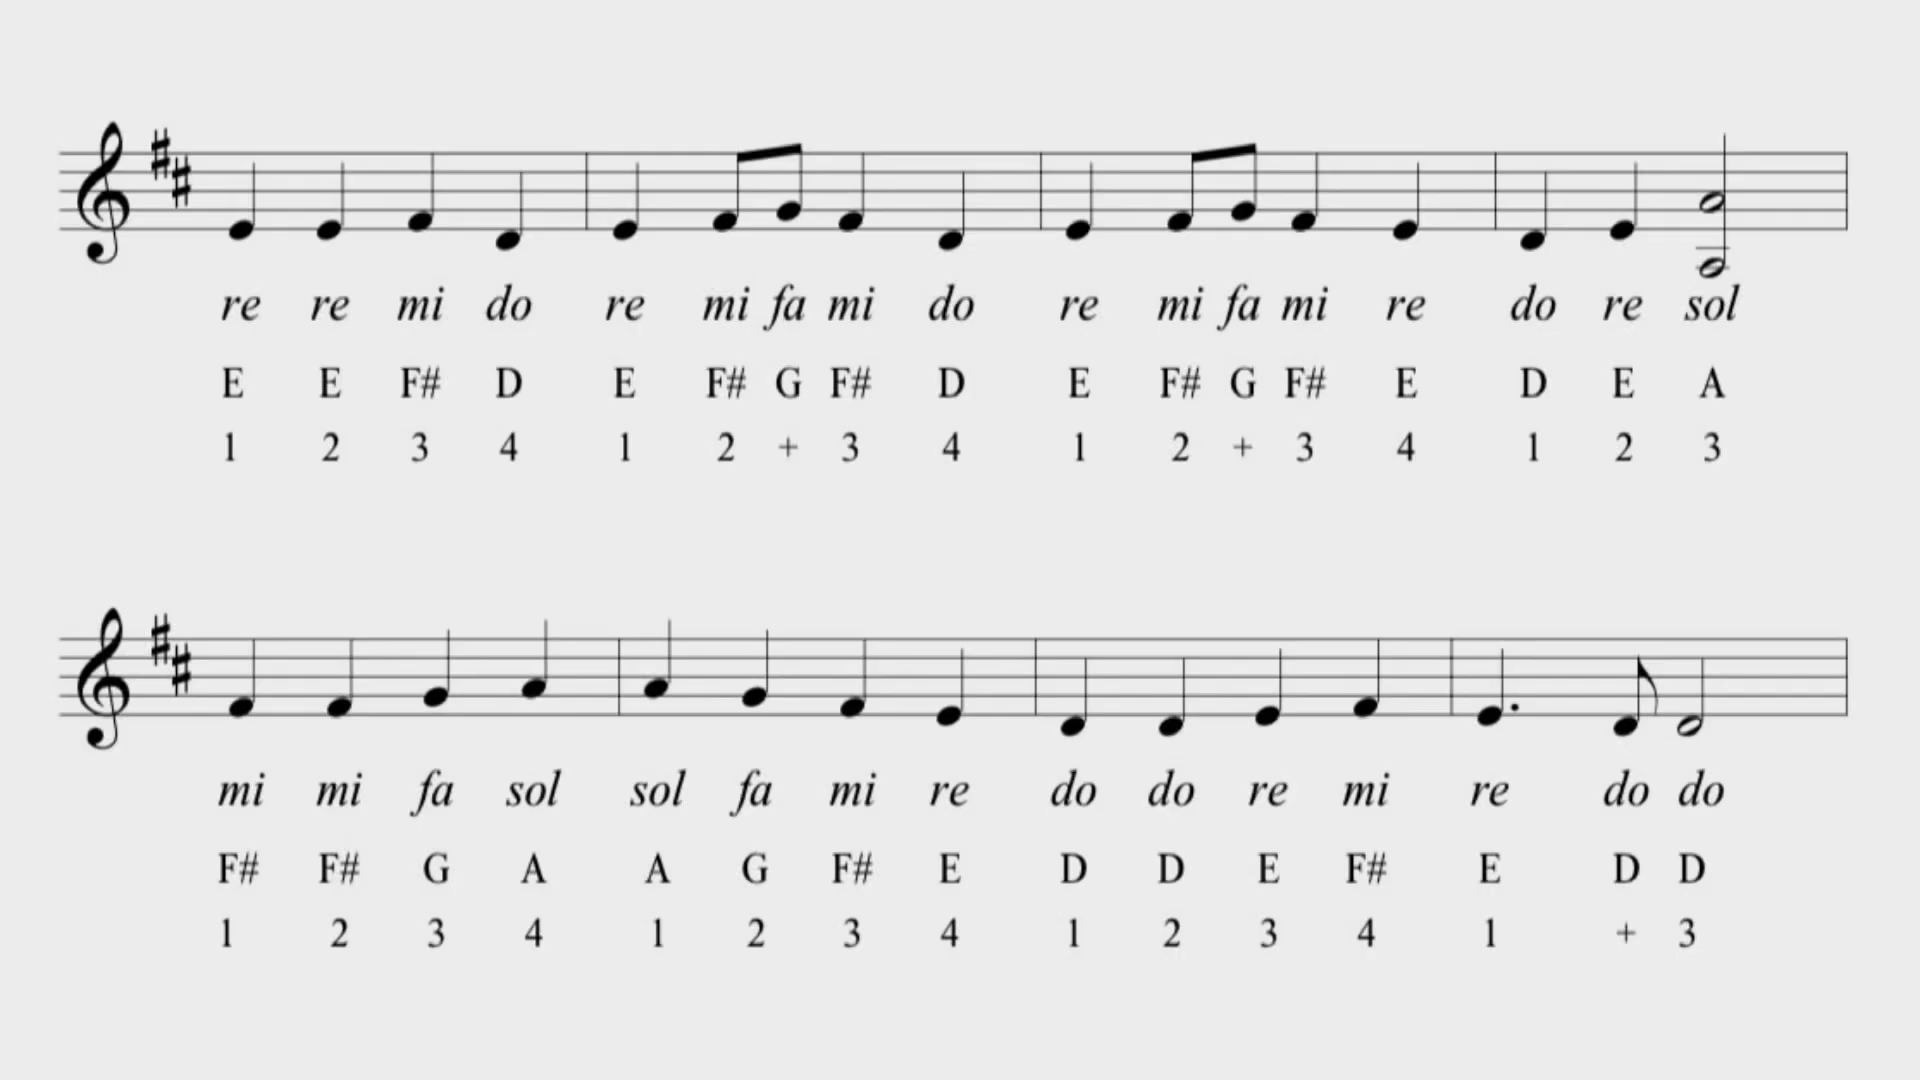 re re mi do re mi fa mi do re mi fa mi re do re sol
E E F# D E F# G F# D E F# G F# E D E A
1 2 3 4 1 2 + 3 4 1 2 + 3 4 1 2 3
mi mi fa sol sol fa mi re do do re mi re do do
F# F# G A A G F# E D D E F# E D D
1 2 3 4 1 2 3 4 1 2 3 4 1 + 3